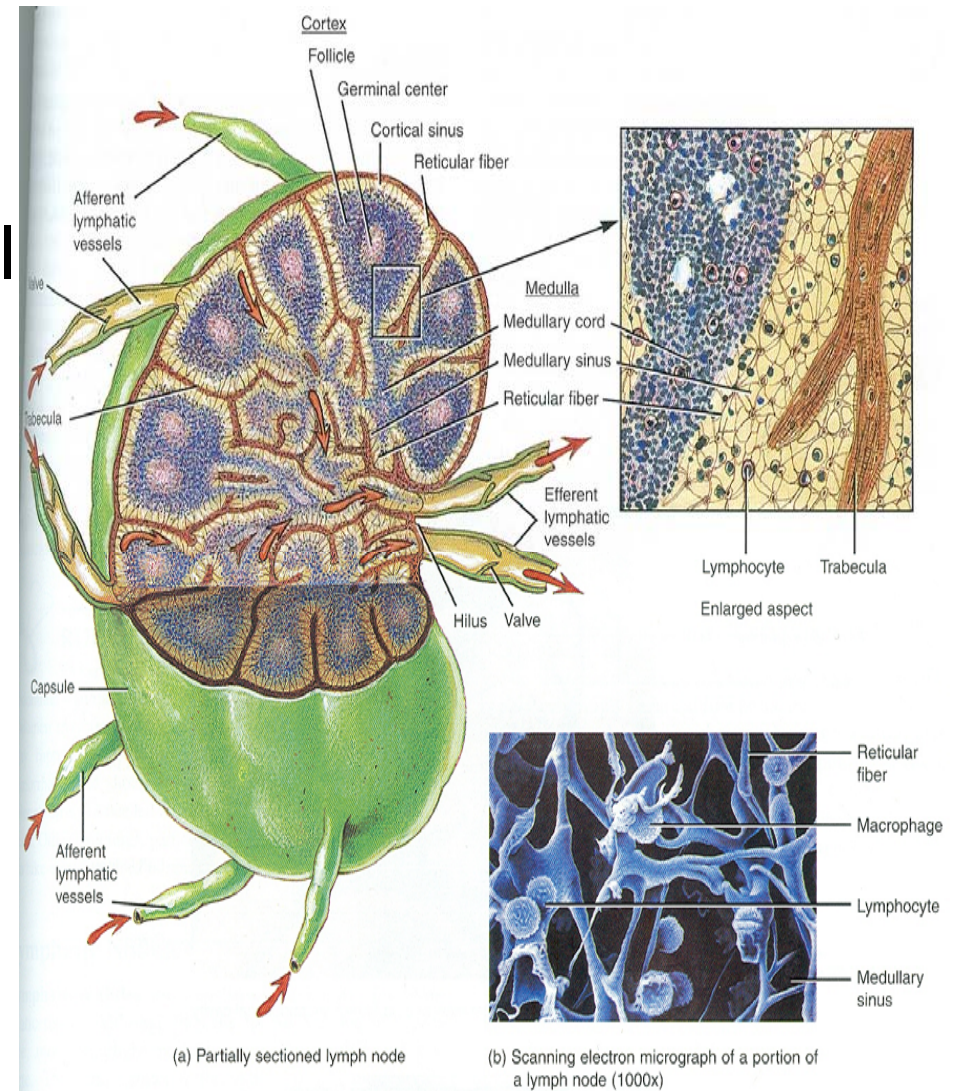 Cortex
Follicle
Germinal center
Cortical sinus
Reticular fiber
Afferent
lymphatic
vessels
Trabecula
Medulla
Medullary cord
Medullary sinus
Reticular fiber
Efferent
lymphatic
vessels
Hilus
Valve
Lymphocyte
Trabecula
Enlarged aspect
Capsule
Afferent
lymphatic
vessels
Reticular
fiber
Macrophage
Lymphocyte
Medullary
sinus
(a) Partially sectioned lymph node
(b) Scanning electron micrograph of a portion of
a lymph node (1000x)